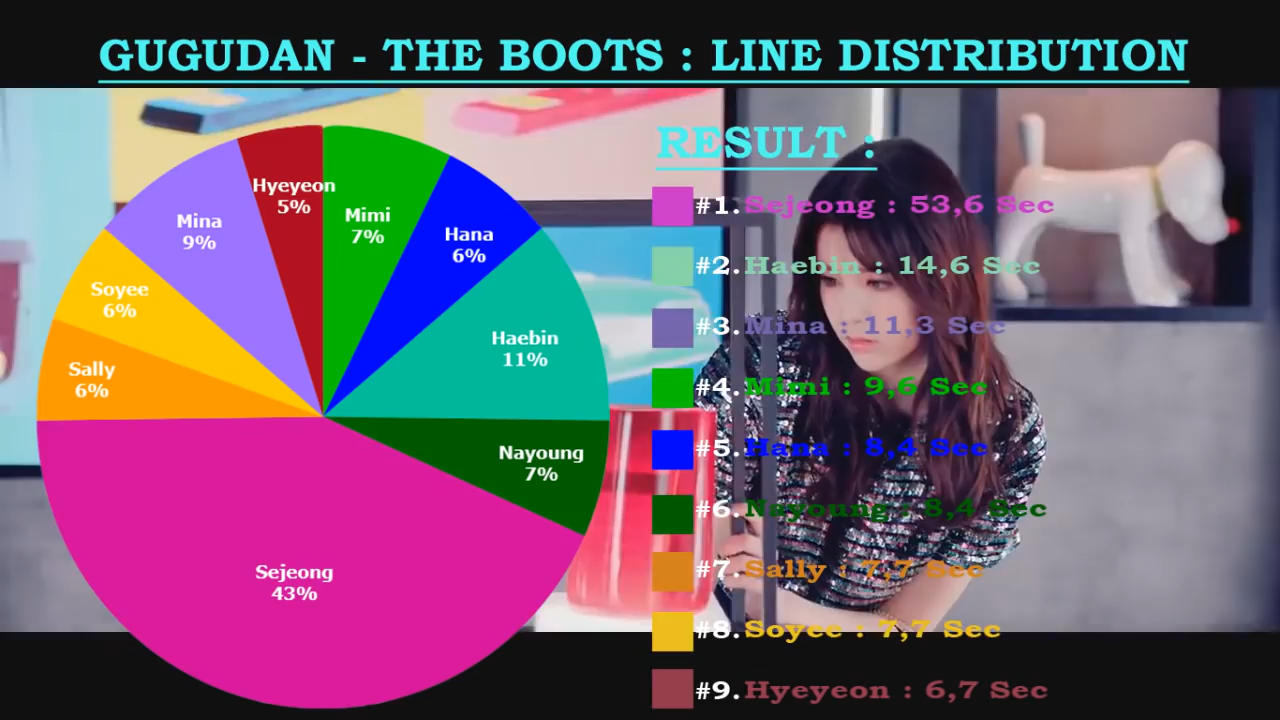 GUGUDAN - THE BOOTS : LINE DISTRIBUTION
Hyeyeon
5%
Mimi
7%
Hana
6%
Mina
9%
Soyee
6%
Haebin
11%
Sally
6%
Nayoung
7%
Sejeong
43%
RESULT :
#1. Sejeong : 53,6 Sec
#2. Haebin : 14,6 Sec
#3. Mina : 11,3 Sec
#4. Mimi : 9,6 Sec
#5. Hana : 8,4 Sec
#6. Nayoung : 8,4 Sec
#7. Sally : 7,7 Sec
#8. Soyee : 7,7 Sec
#9. Hyeyeon : 6,7 Sec